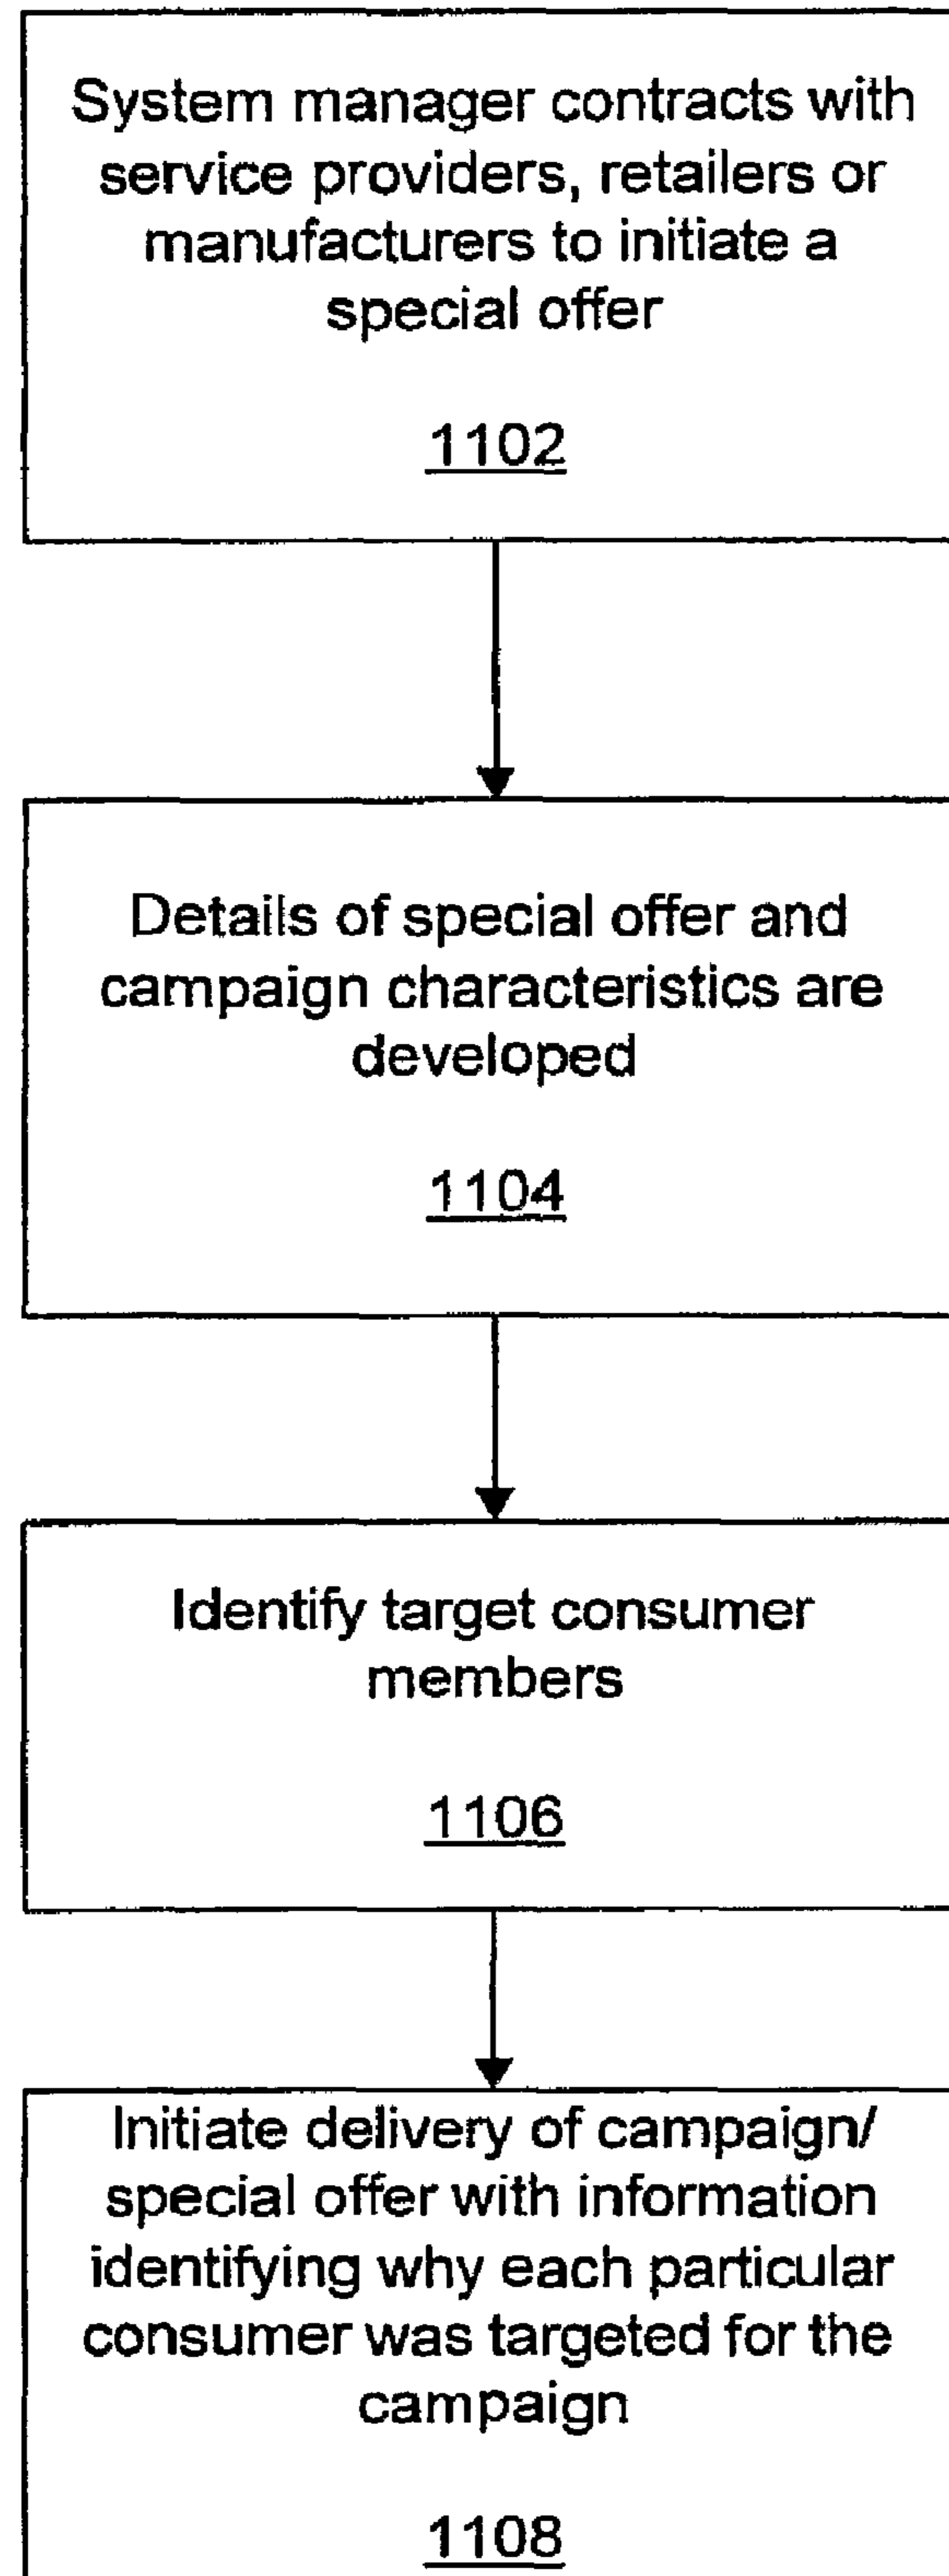 System manager contracts with
service providers, retailers or
manufacturers to initiate a
special offer
1102
Details of special offer and
campaign characteristics are
developed
1104
Identify target consumer
members
1106
Initiate delivery of campaign/
special offer with information
identifying why each particular
consumer was targeted for the
campaign
1108